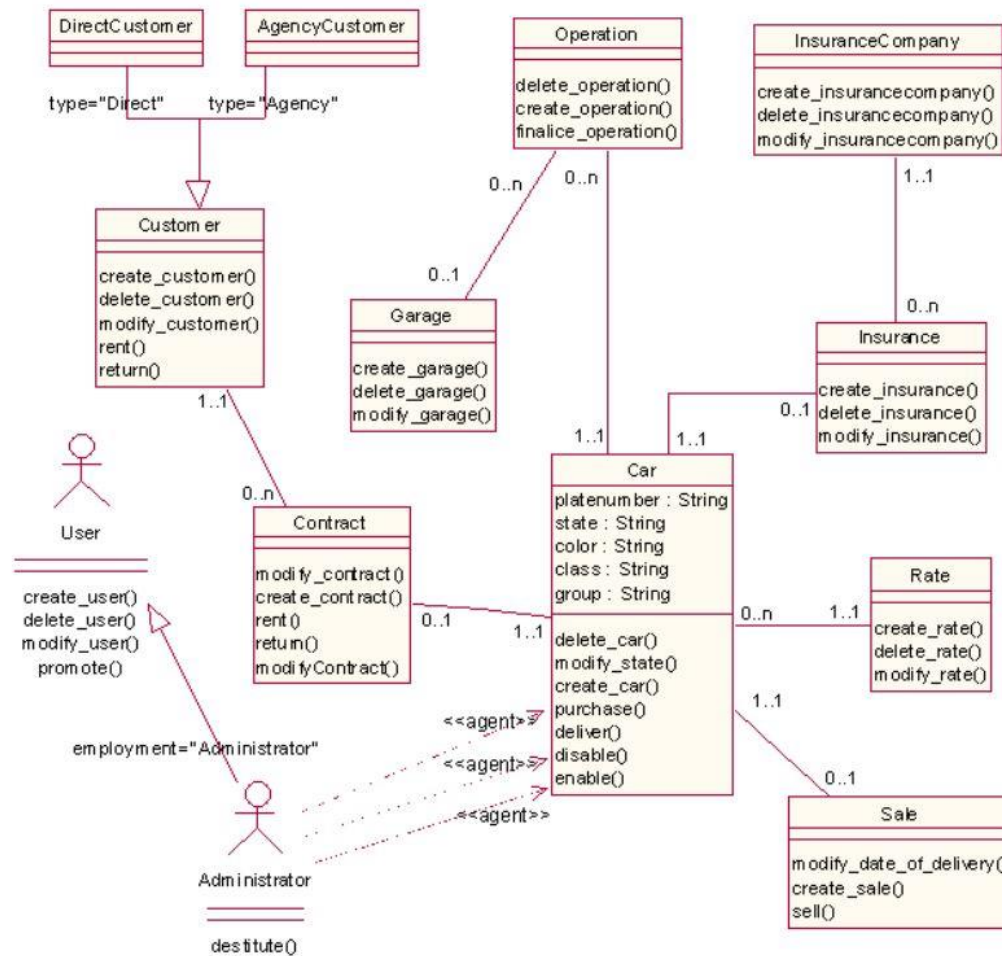 DirectCustomer
AgencyCustomer
type="Direct"
type="Agency"
Customer
create_customer()
delete_customer()
modify_customer()
rent()
return()
1..1
0..n
Operation
delete_operation()
create_operation()
finalice_operation()
0..n
0..n
0..1
1..1
Garage
create_garage()
delete_garage()
modify_garage()
InsuranceCompany
create_insurancecompany()
delete_insurancecompany()
modify_insurancecompany()
1..1
0..n
Insurance
create_insurance()
delete_insurance()
modify_insurance()
0..1
1..1
User
create_user()
delete_user()
modify_user()
promote()
employment="Administrator"
Administrator
destitute()
Contract
modify_contract()
create_contract()
rent()
return()
modifyContract()
0..1
1..1
<<agent>>
<<agent>>
<<agent>>
Car
platenumber : String
state : String
color : String
class : String
group : String
delete_car()
modify_state()
create_car()
purchase()
deliver()
disable()
enable()
0..n
1..1
Rate
create_rate()
delete_rate()
modify_rate()
1..1
0..1
Sale
modify_date_of_delivery()
create_sale()
sell()